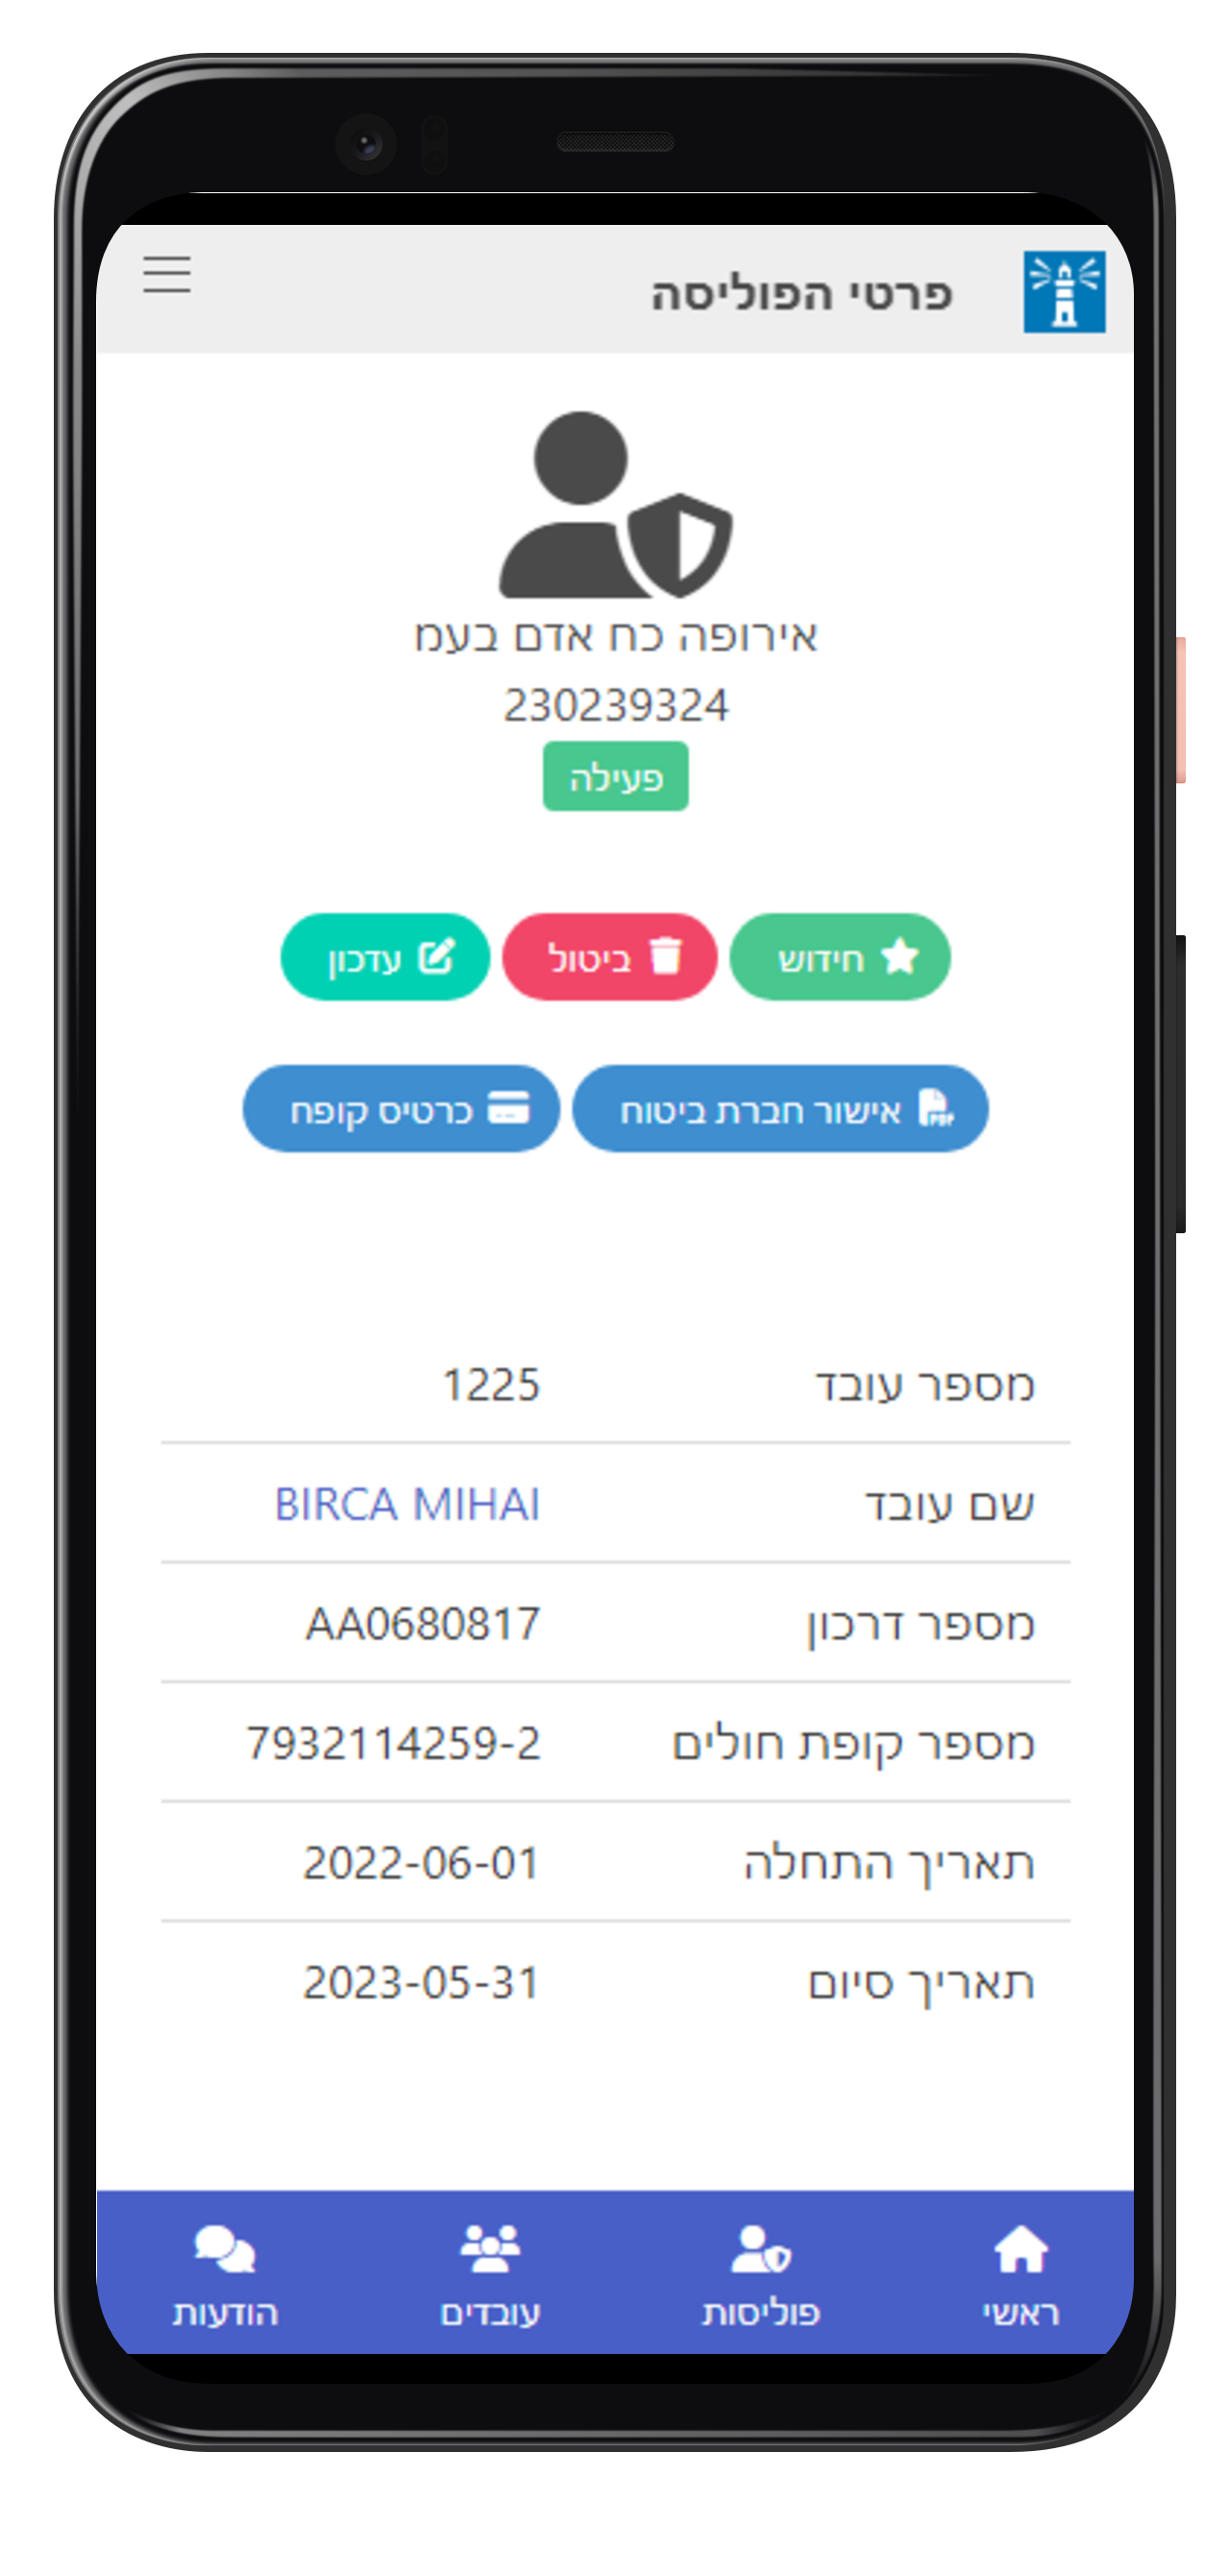 פרטי הפוליסה
אירופה כח אדם בעמ
230239324
פעילה
חידוש ביטול עדכון
אישור חברת ביטוח כרטיס קופח
מספר עובד 1225
שם עובד BIRCA MIHAI
מספר דרכון AA0680817
מספר קופת חולים 7932114259-2
תאריך התחלה 2022-06-01
תאריך סיום 2023-05-31
ראשי פוליסות עובדים הודעות